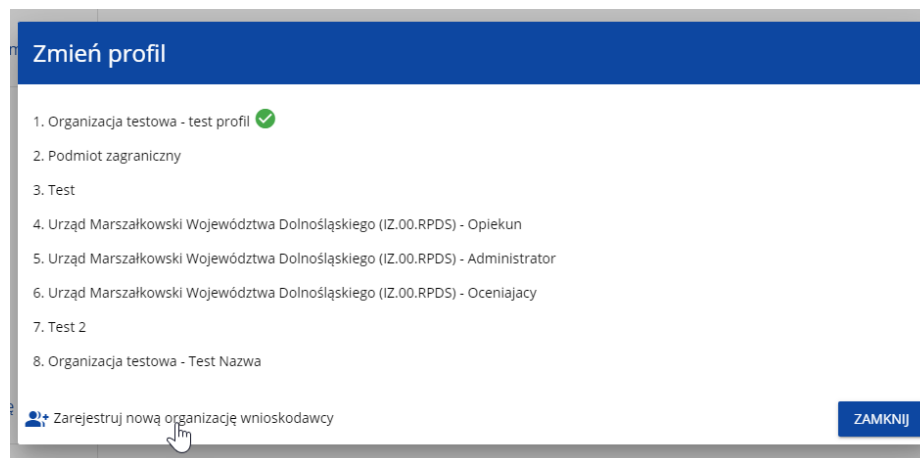 Zmień profil
1. Organizacja testowa - test profil
2. Podmiot zagraniczny
3. Test
4. Urząd Marszałkowski Województwa Dolnośląskiego (IZ.00.RPDS) - Opiekun
5. Urząd Marszałkowski Województwa Dolnośląskiego (IZ.00.RPDS) - Administrator
6. Urząd Marszałkowski Województwa Dolnośląskiego (IZ.00.RPDS) - Oceniajacy
7. Test 2
8. Organizacja testowa - Test Nazwa
Zarejestruj nową organizację wnioskodawcy
ZAMKNIJ